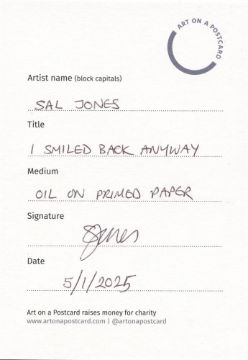 ART ON A POSTCARD
Artist name (block capitals)
SAL JONES
Title
I SMILED BACK ANYWAY
Medium
OIL ON PRIMED PAPER
Signature
SJones
Date
5/1/2025
Art on a Postcard raises money for charity
www.artonapostcard.com | @artonapostcard